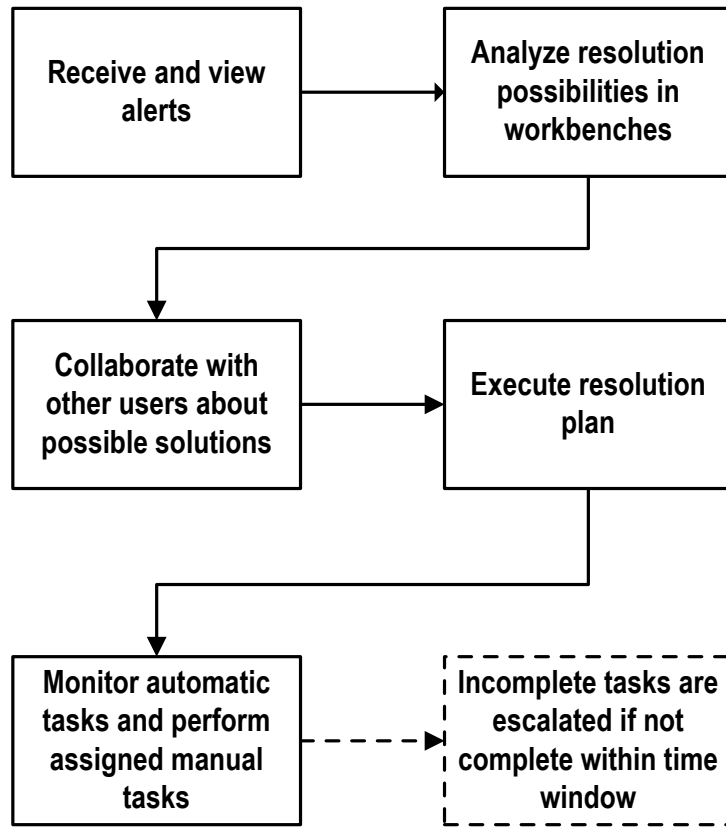 Receive and view
alerts
Analyze resolution
possibilities in
workbenches
Collaborate with
other users about
possible solutions
Execute resolution
plan
Monitor automatic
tasks and perform
assigned manual
tasks
Incomplete tasks are
escalated if not
complete within time
window